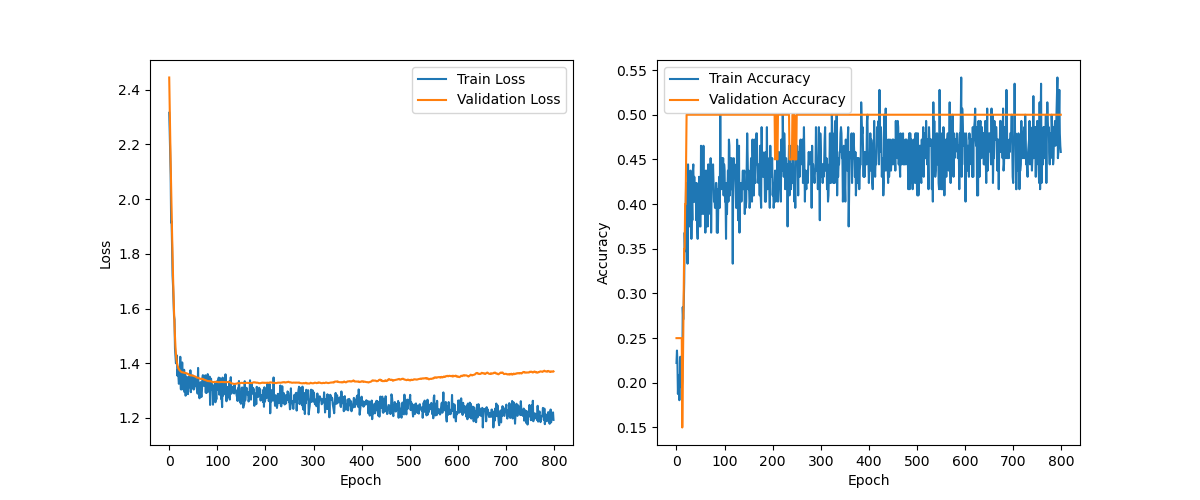 Train Loss
Validation Loss
2.4
2.2
2.0
1.8
1.6
1.4
1.2
Loss
0 100 200 300 400 500 600 700 800
Epoch
Train Accuracy
Validation Accuracy
0.55
0.50
0.45
0.40
0.35
0.30
0.25
0.20
0.15
Accuracy
0 100 200 300 400 500 600 700 800
Epoch